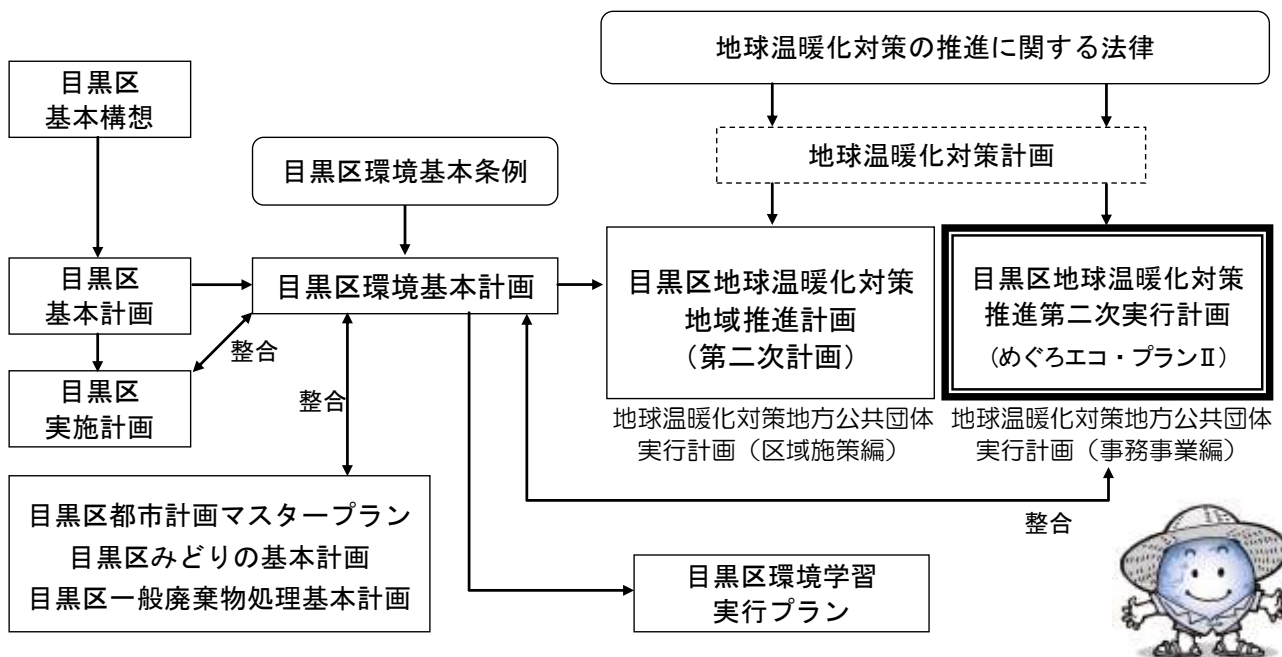 地球温暖化対策の推進に関する法律
目黒区
基本構想
地球温暖化対策計画
目黒区環境基本条例
目黒区
基本計画
目黒区環境基本計画
目黒区地球温暖化対策
地域推進計画
（第二次計画）
目黒区地球温暖化対策
推進第二次実行計画
（めぐろエコ・プランⅡ）
整合
目黒区
実施計画
整合
地球温暖化対策地方公共団体
実行計画（区域施策編）
地球温暖化対策地方公共団体
実行計画（事務事業編）
整合
目黒区都市計画マスタープラン
目黒区みどりの基本計画
目黒区一般廃棄物処理基本計画
目黒区環境学習
実行プラン